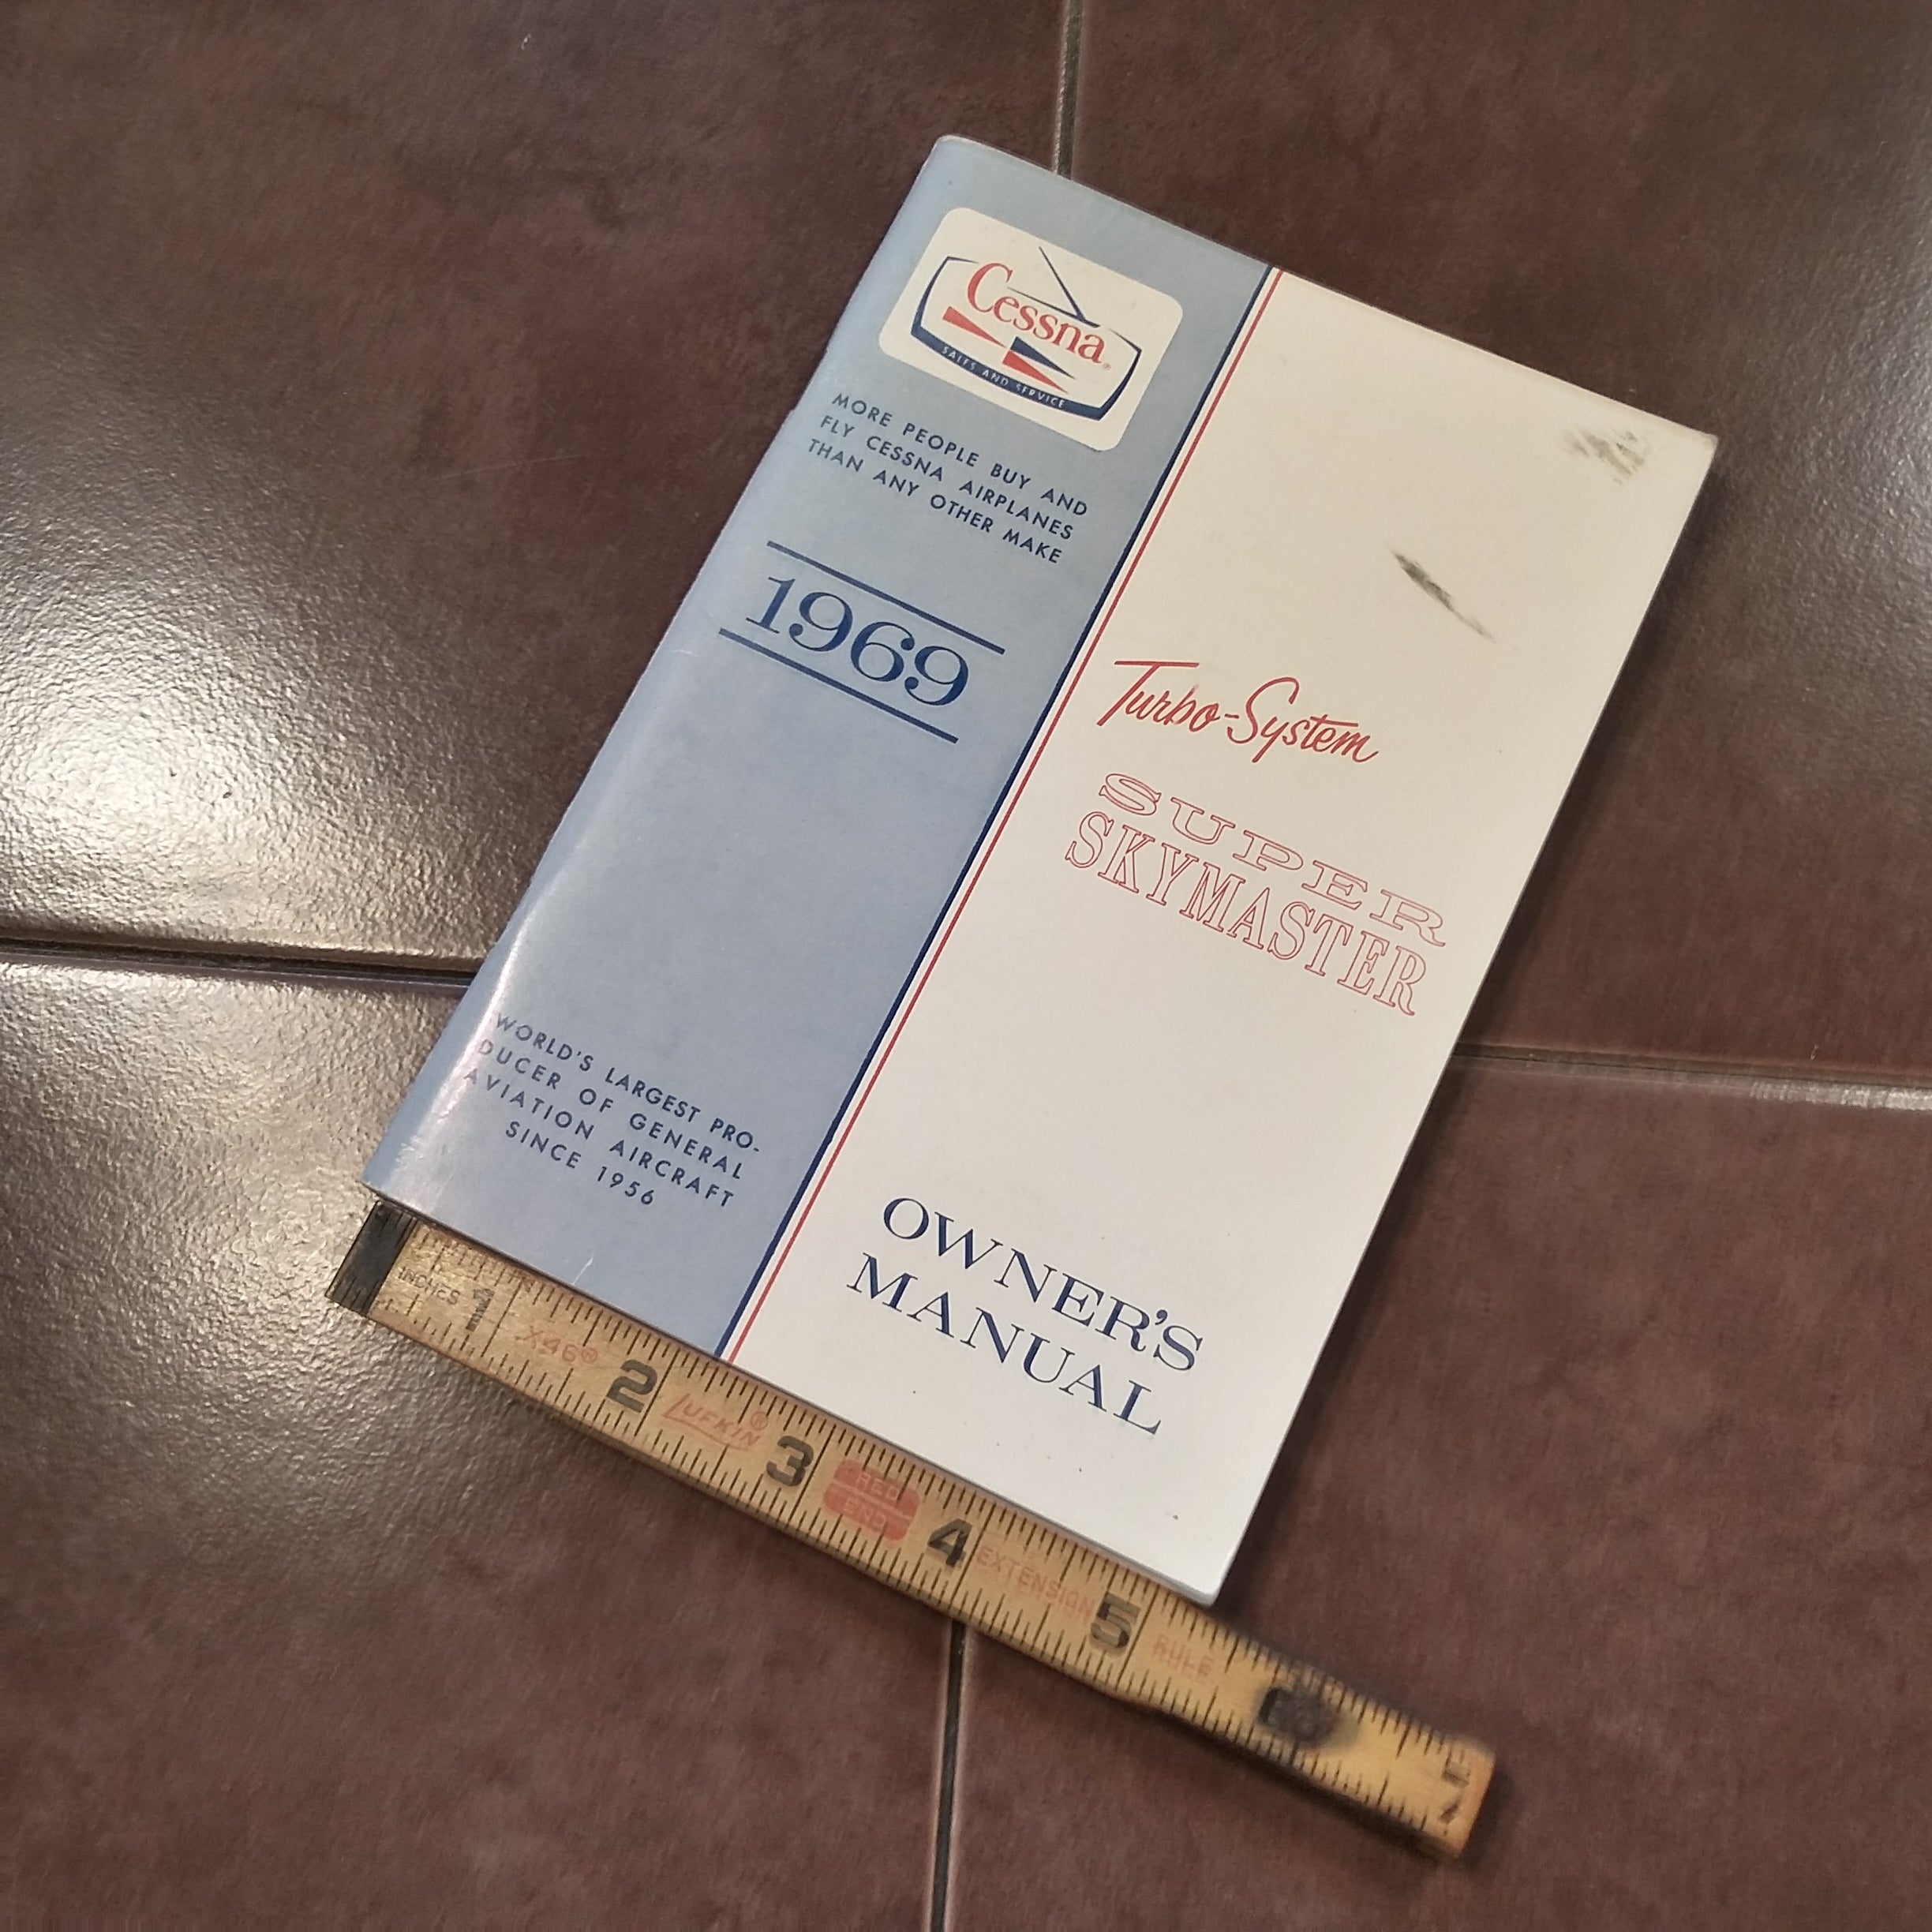 Cessna®
SALES AND SERVICE
MORE PEOPLE BUY AND
FLY CESSNA AIRPLANES
THAN ANY OTHER MAKE
1969
Turbo-System
SUPER
SKYMASTER
WORLD'S LARGEST PRO-
DUCER OF GENERAL
AVIATION AIRCRAFT
SINCE 1956
OWNER'S
MANUAL
INCHES 1 X46® 2 LUFKIN® 3 RED END 4 EXTENSION 5 RULE 6 7